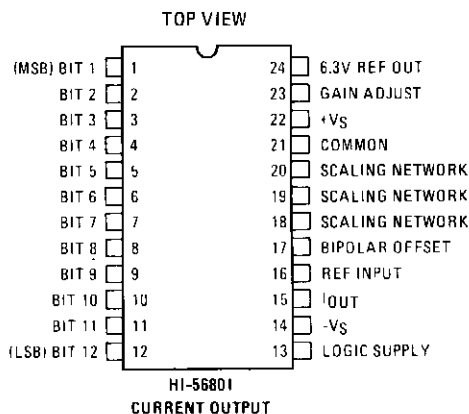 TOP VIEW
(MSB) BIT 1 1 24 6.3V REF OUT
BIT 2 2 23 GAIN ADJUST
BIT 3 3 22 +VS
BIT 4 4 21 COMMON
BIT 5 5 20 SCALING NETWORK
BIT 6 6 19 SCALING NETWORK
BIT 7 7 18 SCALING NETWORK
BIT 8 8 17 BIPOLAR OFFSET
BIT 9 9 16 REF INPUT
BIT 10 10 15 IOUT
BIT 11 11 14 -VS
(LSB) BIT 12 12 13 LOGIC SUPPLY
HI-5680I
CURRENT OUTPUT